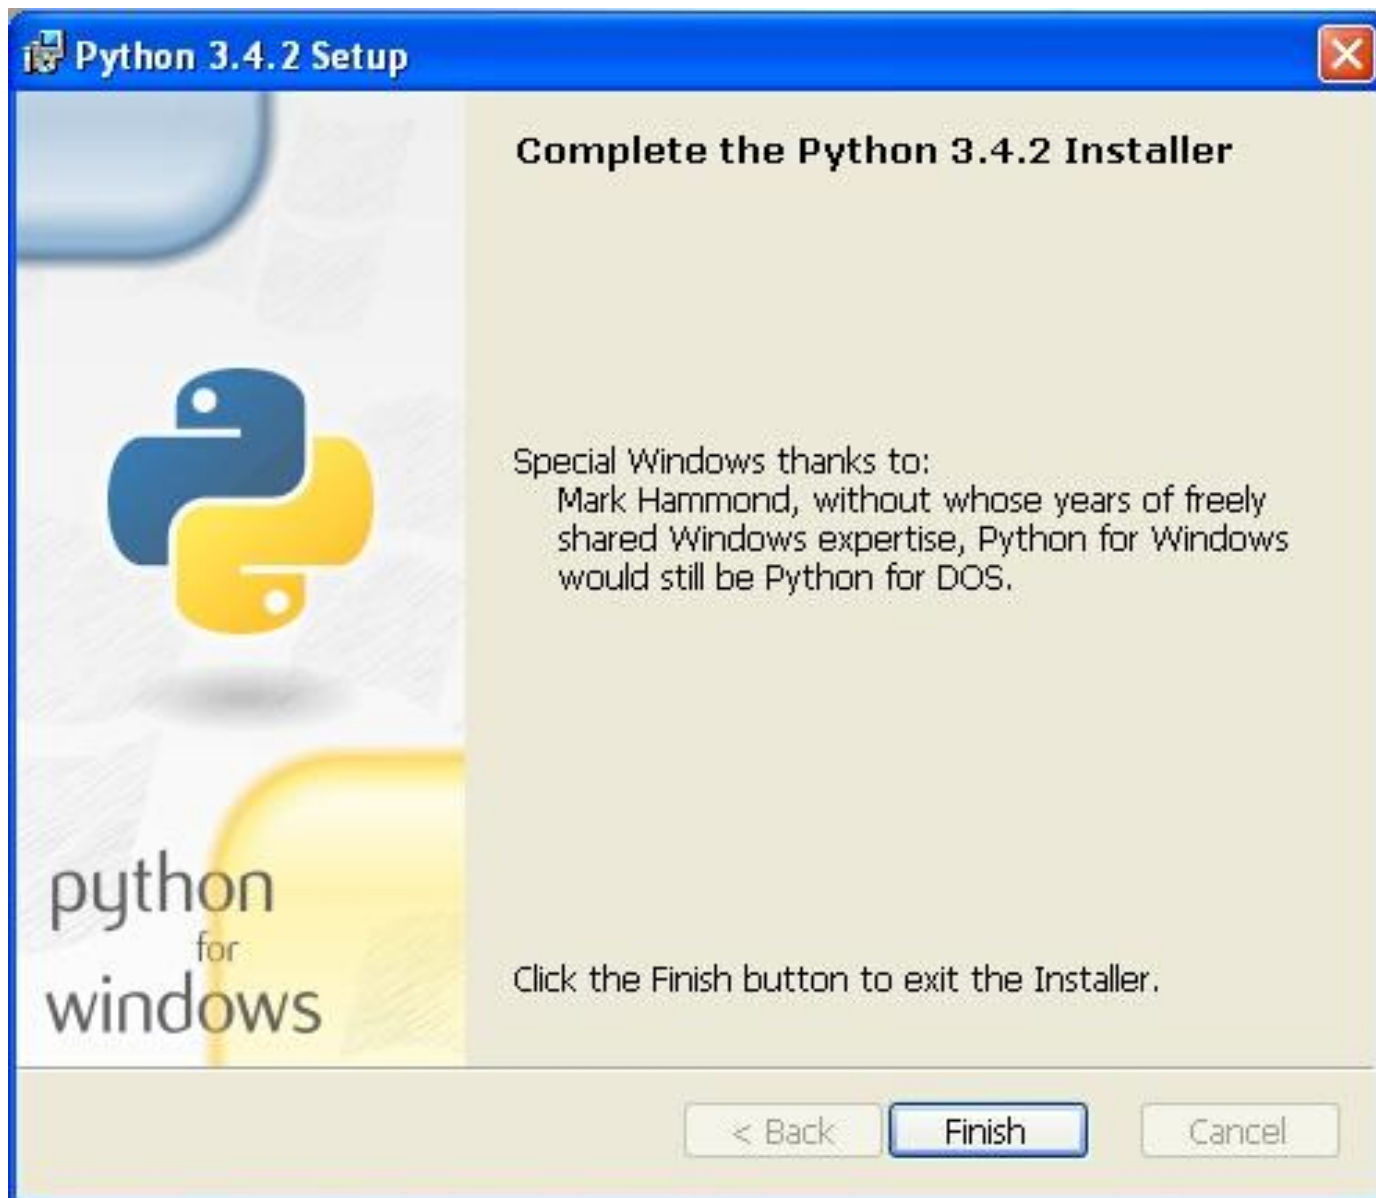 Python 3.4.2 Setup
Complete the Python 3.4.2 Installer
Special Windows thanks to:
Mark Hammond, without whose years of freely
shared Windows expertise, Python for Windows
would still be Python for DOS.
python
for
windows
Click the Finish button to exit the Installer.
< Back
Finish
Cancel